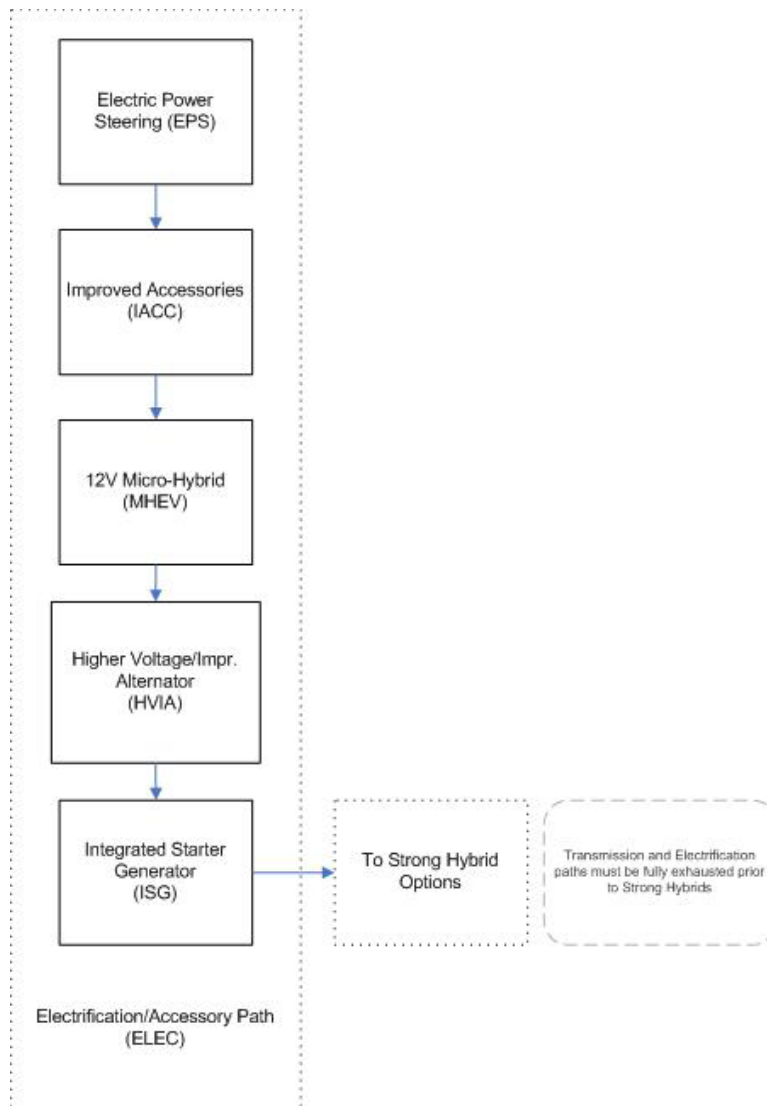 Electric Power
Steering (EPS)
Improved Accessories
(IACC)
12V Micro-Hybrid
(MHEV)
Higher Voltage/Impr.
Alternator
(HVIA)
Integrated Starter
Generator
(ISG)
To Strong Hybrid
Options
Transmission and Electrification
paths must be fully exhausted prior
to Strong Hybrids
Electrification/Accessory Path
(ELEC)